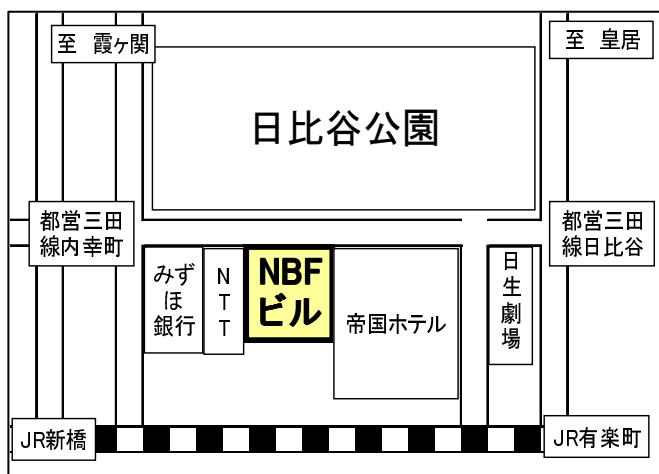 至 霞ヶ関
至 皇居
日比谷公園
都営三田
線内幸町
都営三田
線日比谷
みず
ほ
銀行
NTT
NBF
ビル
帝国ホテル
日生劇場
JR新橋
JR有楽町